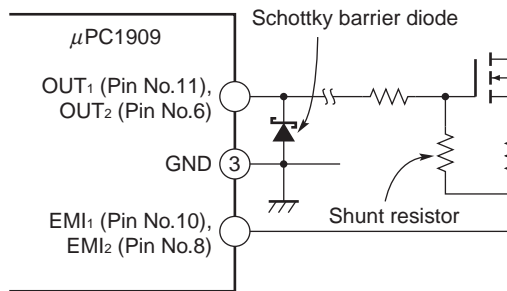 Schottky barrier diode
μPC1909
OUT1 (Pin No.11),
OUT2 (Pin No.6)
GND 3
EMI1 (Pin No.10),
EMI2 (Pin No.8)
Shunt resistor